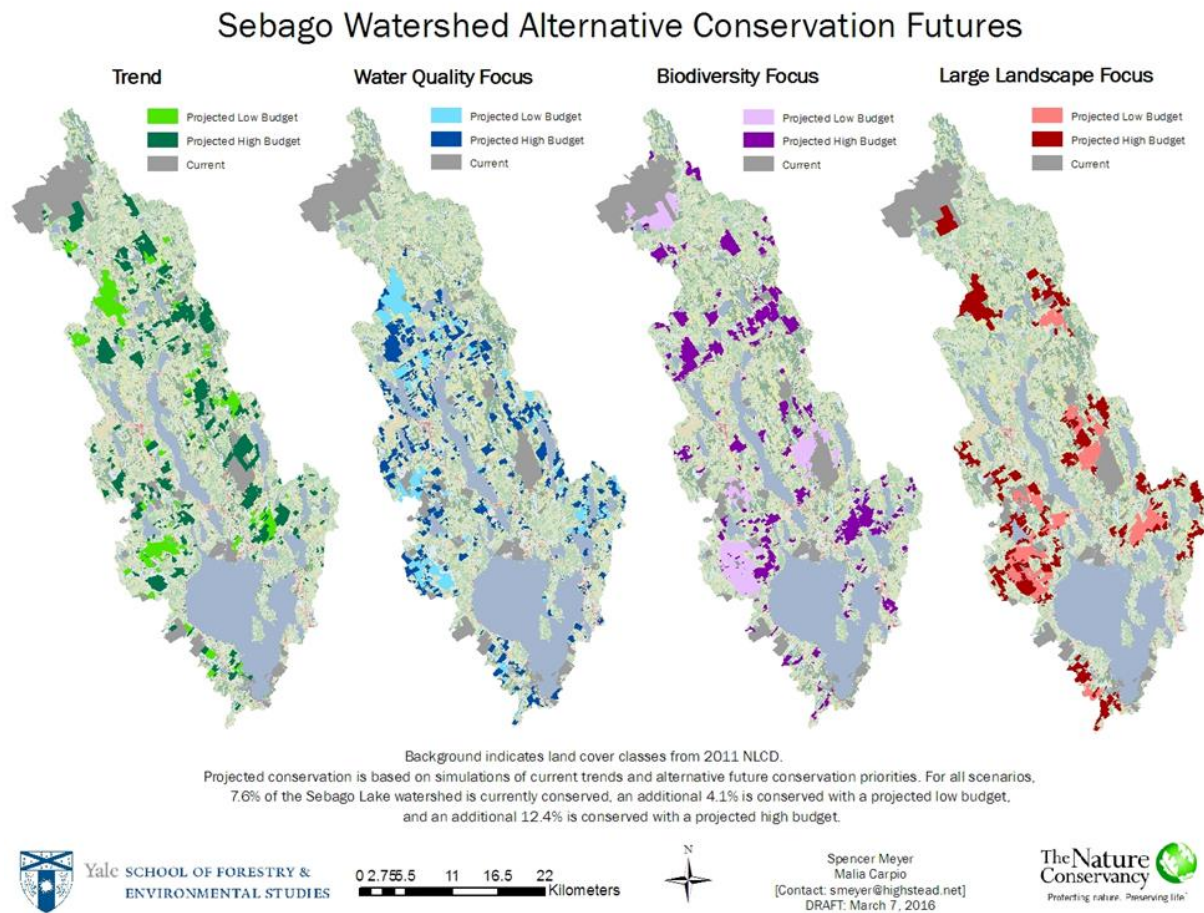 Sebago Watershed Alternative Conservation Futures
Trend
Projected Low Budget
Projected High Budget
Current
Water Quality Focus
Projected Low Budget
Projected High Budget
Current
Biodiversity Focus
Projected Low Budget
Projected High Budget
Current
Large Landscape Focus
Projected Low Budget
Projected High Budget
Current
Background indicates land cover classes from 2011 NLCD.
Projected conservation is based on simulations of current trends and alternative future conservation priorities. For all scenarios,
7.6% of the Sebago Lake watershed is currently conserved, an additional 4.1% is conserved with a projected low budget,
and an additional 12.4% is conserved with a projected high budget.
Yale SCHOOL OF FORESTRY &
ENVIRONMENTAL STUDIES
0 2.75 5.5 11 16.5 22
Kilometers
N
Spencer Meyer
Malia Carpio
[Contact: smeyer@highstead.net]
DRAFT: March 7, 2016
The Nature
Conservancy
Protecting nature. Preserving life.